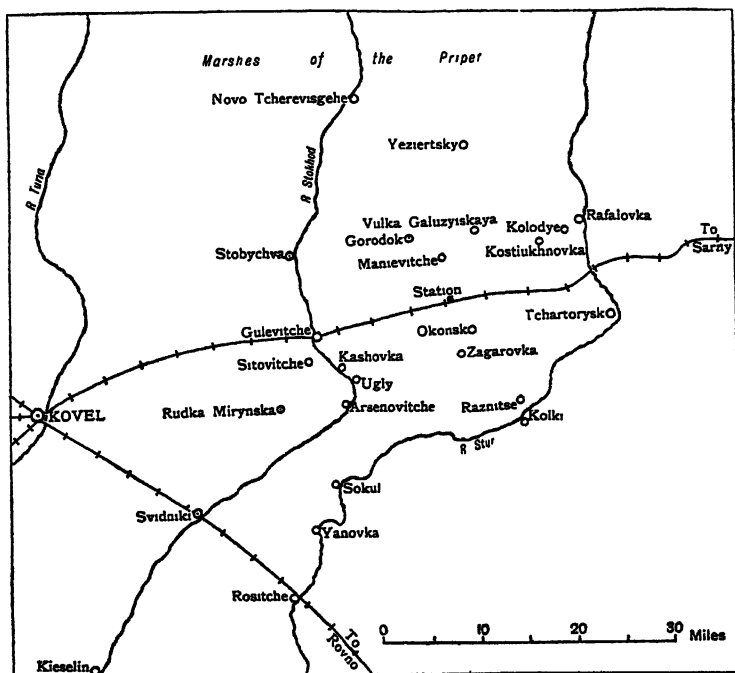 Marshes of the Pripet
Novo Tcherevisgehe
Yeziertsky
R Stokhod
R Turia
Vulka Galuzyiskaya
Kolodye
Rafalovka
Gorodok
Kostiukhnovka
To
Sarny
Stobychva
Manievitche
Station
Tchartorysk
Gulevitche
Okonsk
Kashovka
Zagarovka
Sitovitche
Ugly
KOVEL
Rudka Mirynska
Arsenovitche
Raznitse
Kolki
R Stur
Sokul
Svidniki
Yanovka
Rositche
To
Rovno
0 10 20 30 Miles
Kieselin